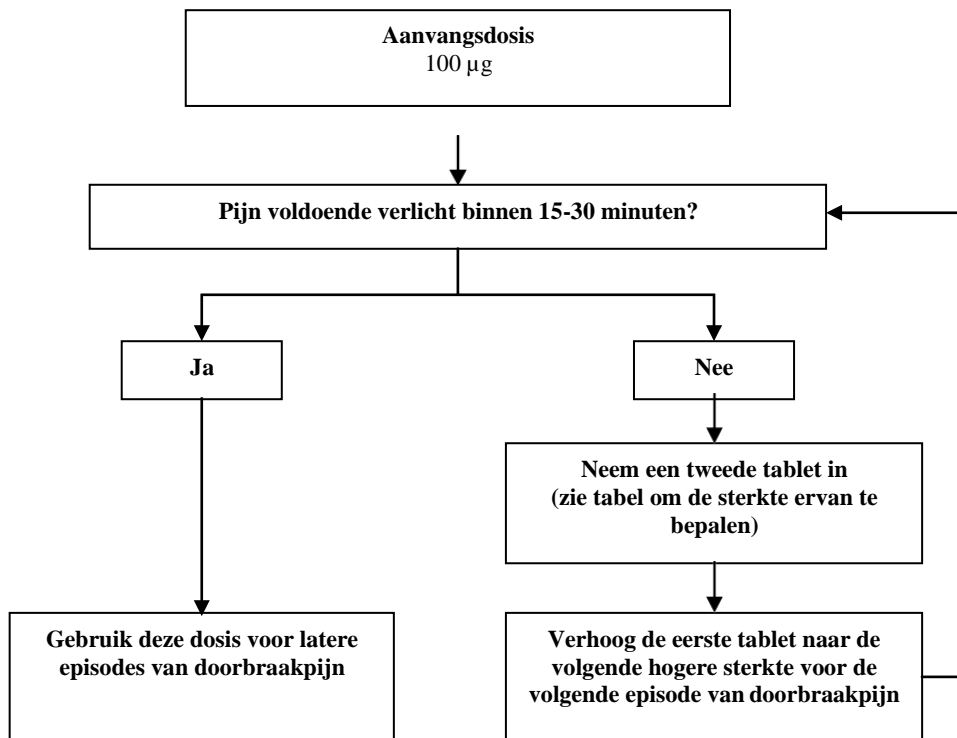 Aanvangsdosis
100 µg
Pijn voldoende verlicht binnen 15-30 minuten?
Ja
Nee
Neem een tweede tablet in
(zie tabel om de sterkte ervan te
bepalen)
Gebruik deze dosis voor latere
episodes van doorbraakpijn
Verhoog de eerste tablet naar de
volgende hogere sterkte voor de
volgende episode van doorbraakpijn